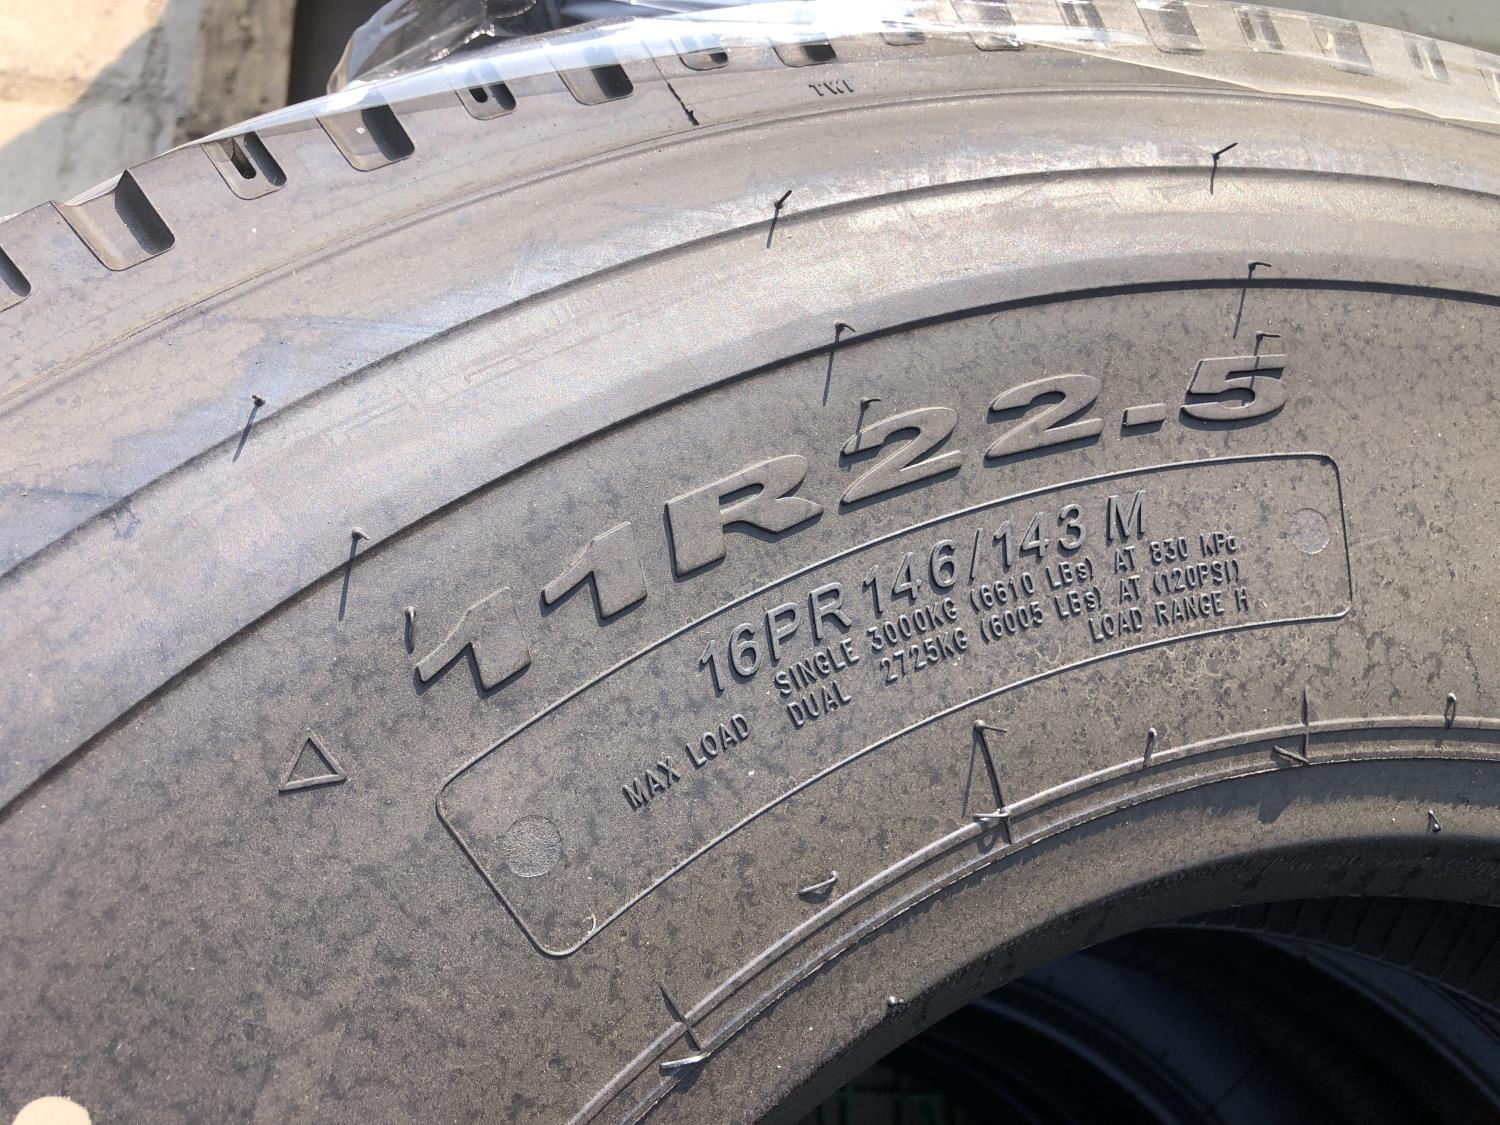 TWI
11R22.5
16PR 146/143 M
MAX LOAD SINGLE 3000KG (6610 LBs) AT 830 KPa
DUAL 2725KG (6005 LBs) AT (120PSI)
LOAD RANGE H